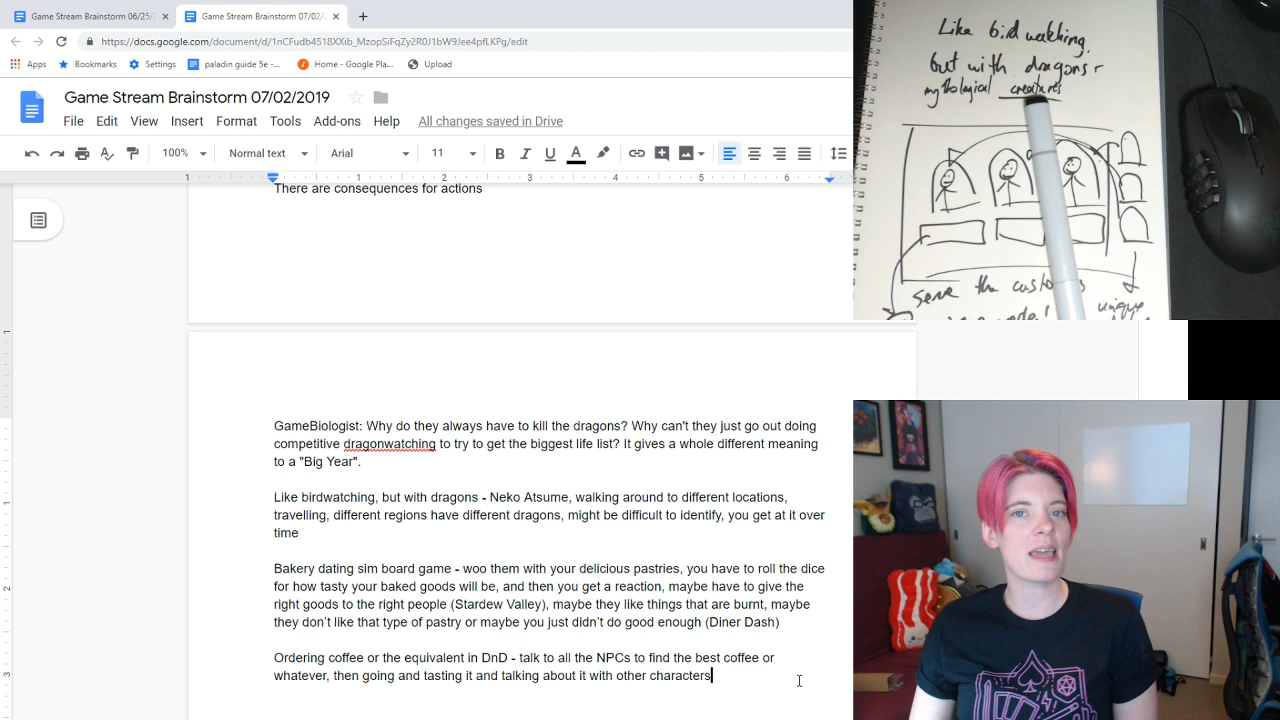 Game Stream Brainstorm 06/25/
Game Stream Brainstorm 07/02/
https://docs.google.com/document/d/1nCFudb4518XXib_MzopSiFqZy2R0J1bW9Jee4pfLKPg/edit
Apps
Bookmarks
Settings
paladin guide 5e -...
Home - Google Pla...
Upload
Game Stream Brainstorm 07/02/2019
File Edit View Insert Format Tools Add-ons Help All changes saved in Drive
100% Normal text Arial 11 B I U A
1 1 2 3 4 5 6
There are consequences for actions
GameBiologist: Why do they always have to kill the dragons? Why can't they just go out doing
competitive dragonwatching to try to get the biggest life list? It gives a whole different meaning
to a "Big Year".
Like birdwatching, but with dragons - Neko Atsume, walking around to different locations,
travelling, different regions have different dragons, might be difficult to identify, you get at it over
time
Bakery dating sim board game - woo them with your delicious pastries, you have to roll the dice
for how tasty your baked goods will be, and then you get a reaction, maybe have to give the
right goods to the right people (Stardew Valley), maybe they like things that are burnt, maybe
they don't like that type of pastry or maybe you just didn't do good enough (Diner Dash)
Ordering coffee or the equivalent in DnD - talk to all the NPCs to find the best coffee or
whatever, then going and tasting it and talking about it with other characters
1
2
3
Like bird watching,
but with dragons
mythological creatures
serve the
unique